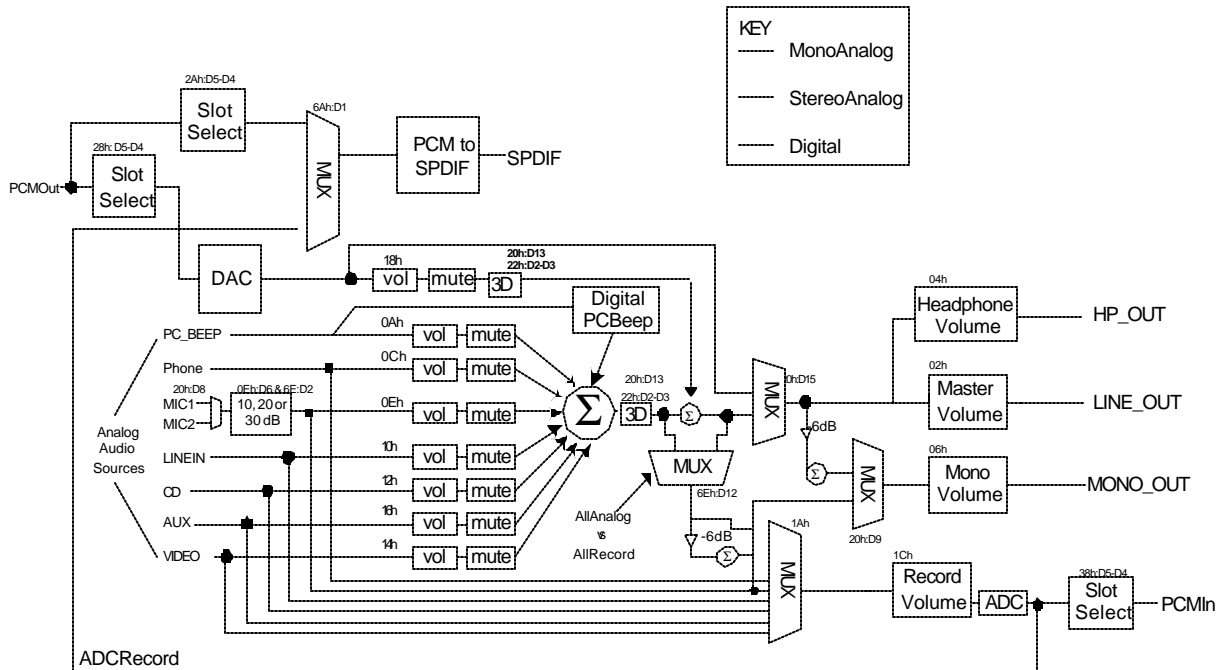 KEY
MonoAnalog
StereoAnalog
Digital
2Ah:D5-D4
Slot
Select
6Ah:D1
MUX
PCM to
SPDIF
SPDIF
28h: D5-D4
Slot
Select
PCMOut
DAC
18h
vol
mute
20h:D13
22h:D2-D3
3D
Digital
PCBeep
04h
Headphone
Volume
HP_OUT
PC_BEEP
0Ah
vol
mute
Phone
0Ch
vol
mute
20h:D8
0Eh:D6 & 6E:D2
MIC1
MIC2
10, 20 or
30 dB
0Eh
vol
mute
Σ
20h:D13
22h:D2-D3
3D
Σ
MUX
0h:D15
02h
Master
Volume
LINE_OUT
Analog
Audio
Sources
LINEIN
10h
vol
mute
MUX
6Eh:D12
-6dB
Σ
MUX
20h:D9
06h
Mono
Volume
MONO_OUT
CD
12h
vol
mute
AUX
16h
vol
mute
AllAnalog
vs
AllRecord
VIDEO
14h
vol
mute
-6dB
Σ
1Ah
MUX
1Ch
Record
Volume
ADC
38h:D5-D4
Slot
Select
PCMIn
ADCRecord